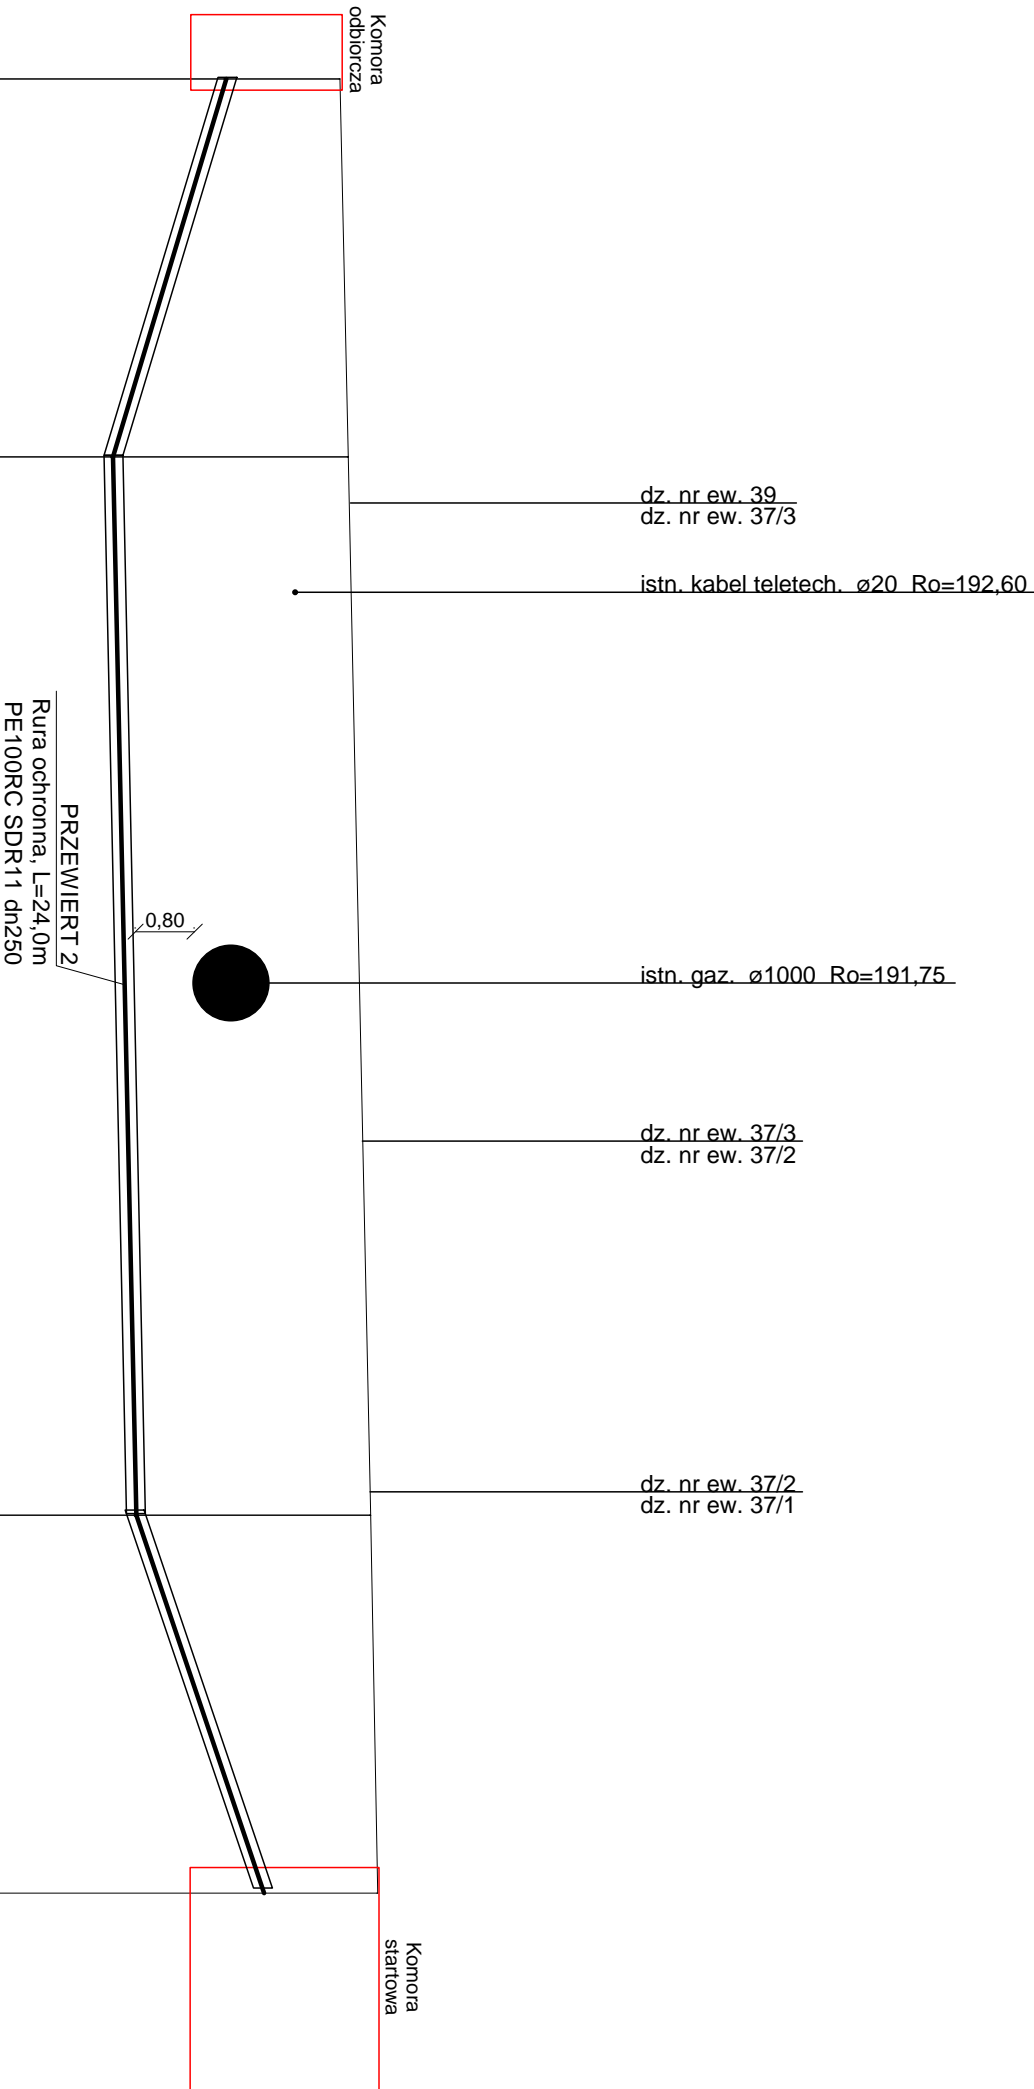 Komora
odbiorcza
dz. nr ew. 39
dz. nr ew. 37/3
istn. kabel teletech. ø20 Ro=192,60
PRZEWIERT 2
Rura ochronna, L=24,0m
PE100RC SDR11 dn250
0,80
istn. gaz. ø1000 Ro=191,75
dz. nr ew. 37/3
dz. nr ew. 37/2
dz. nr ew. 37/2
dz. nr ew. 37/1
Komora
startowa